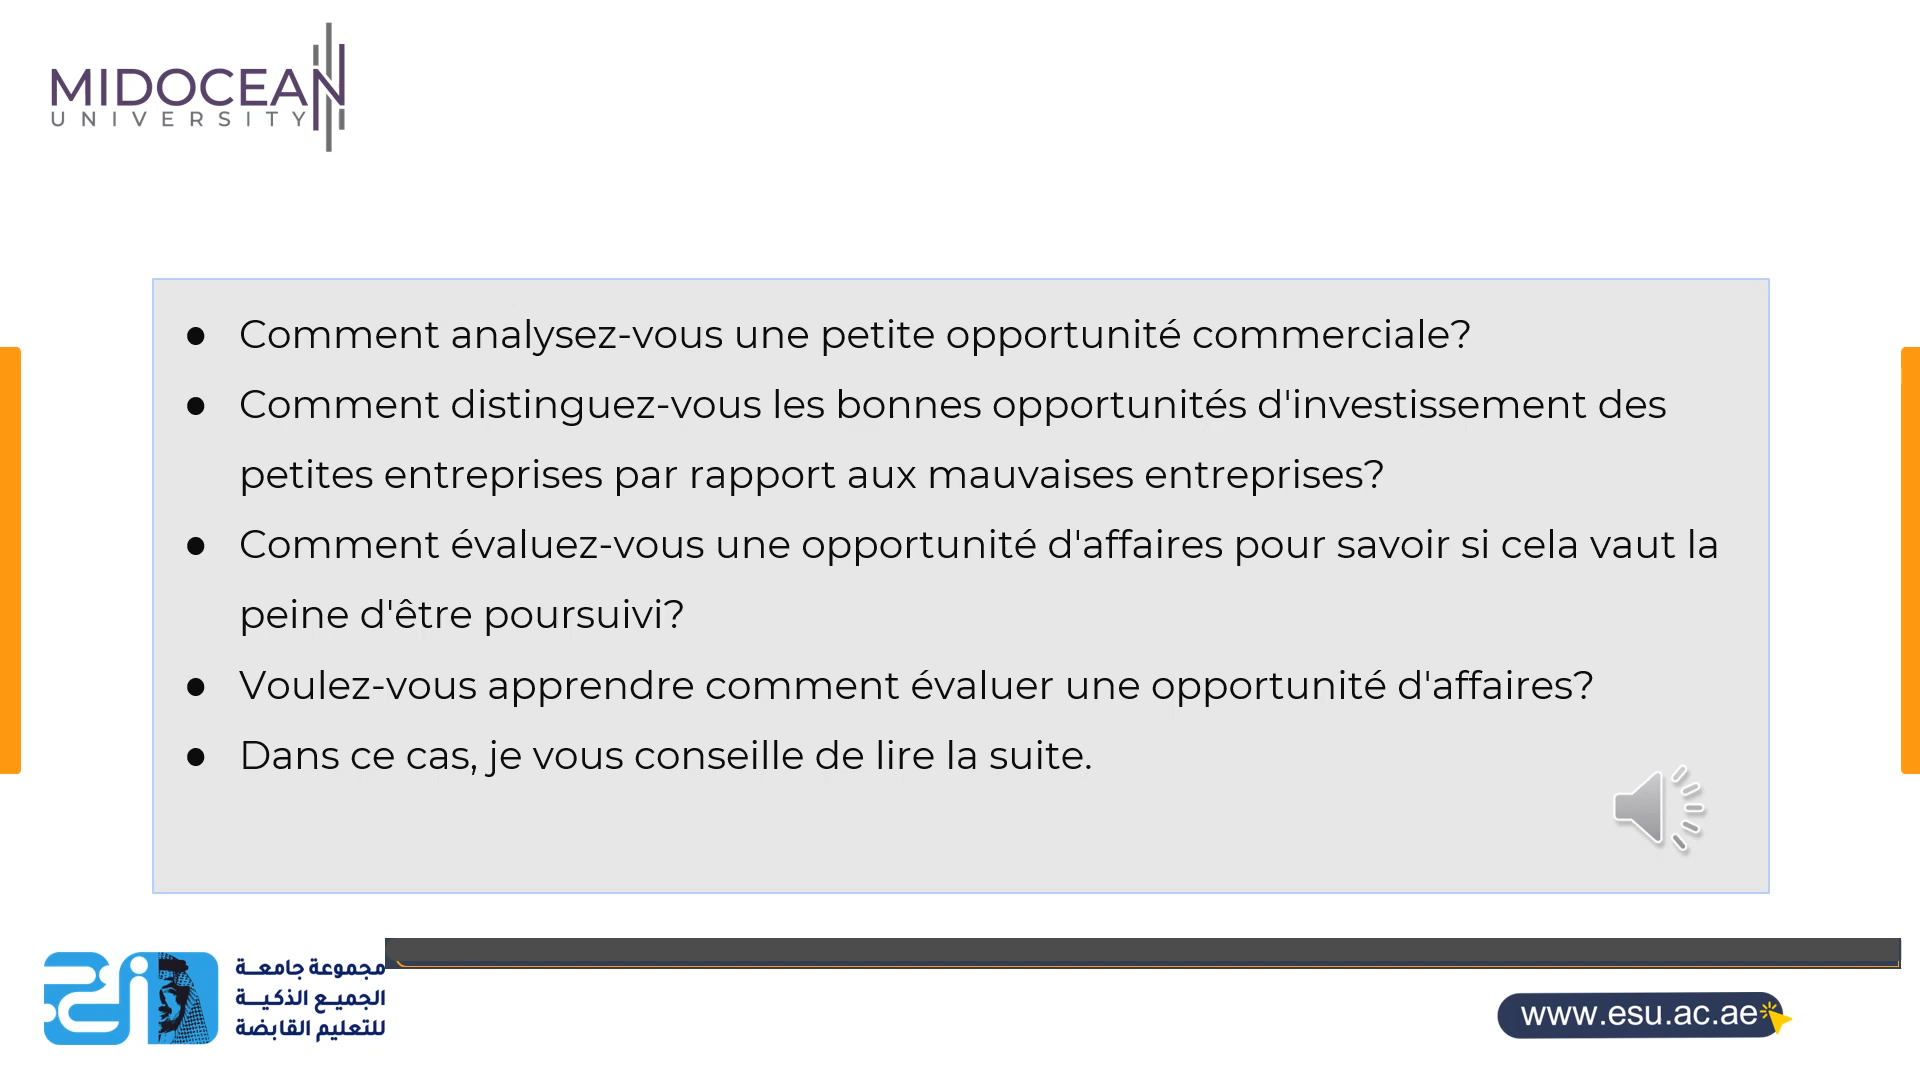 MIDOCEAN
UNIVERSITY
● Comment analysez-vous une petite opportunité commerciale?
● Comment distinguez-vous les bonnes opportunités d'investissement des
petites entreprises par rapport aux mauvaises entreprises?
● Comment évaluez-vous une opportunité d'affaires pour savoir si cela vaut la
peine d'être poursuivi?
● Voulez-vous apprendre comment évaluer une opportunité d'affaires?
● Dans ce cas, je vous conseille de lire la suite.
مجموعة جامعة
الجميع الذكية
للتعليم القابضة
www.esu.ac.ae